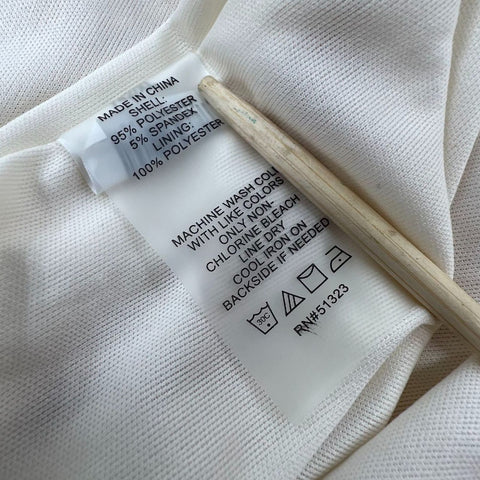 MADE IN CHINA
SHELL:
95% POLYESTER
5% SPANDEX
LINING:
100% POLYESTER
MACHINE WASH COLD
WITH LIKE COLORS
ONLY NON-
CHLORINE BLEACH
LINE DRY
COOL IRON ON
BACKSIDE IF NEEDED
30C
RN#51323